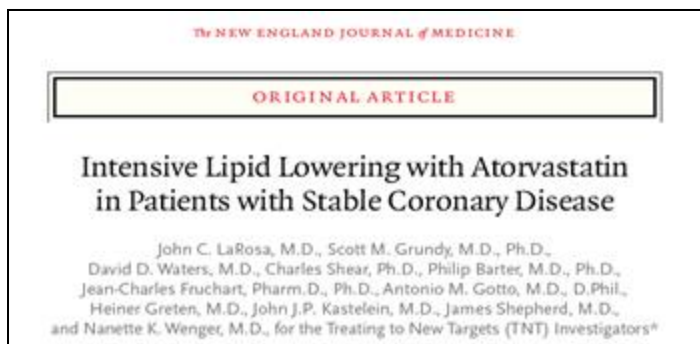 The NEW ENGLAND JOURNAL of MEDICINE
ORIGINAL ARTICLE
Intensive Lipid Lowering with Atorvastatin
in Patients with Stable Coronary Disease
John C. LaRosa, M.D., Scott M. Grundy, M.D., Ph.D.,
David D. Waters, M.D., Charles Shear, Ph.D., Philip Barter, M.D., Ph.D.,
Jean-Charles Fruchart, Pharm.D., Ph.D., Antonio M. Gotto, M.D., D.Phil.,
Heiner Greten, M.D., John J.P. Kastelein, M.D., James Shepherd, M.D.,
and Nanette K. Wenger, M.D., for the Treating to New Targets (TNT) Investigators*